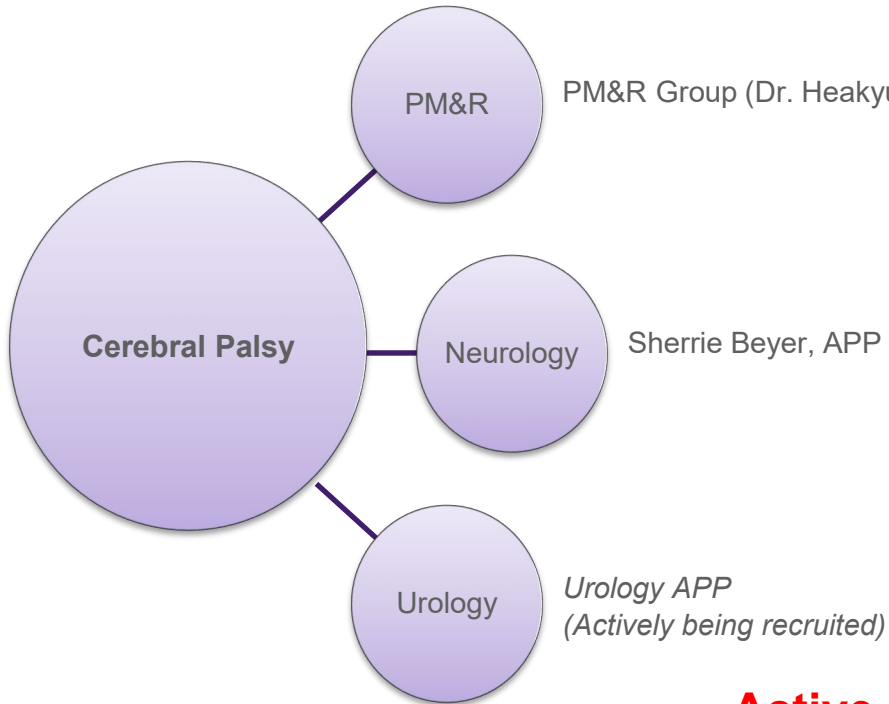 PM&R
PM&R Group (Dr. Heakyu
Cerebral Palsy
Neurology
Sherrie Beyer, APP
Urology
Urology APP
(Actively being recruited)
Active